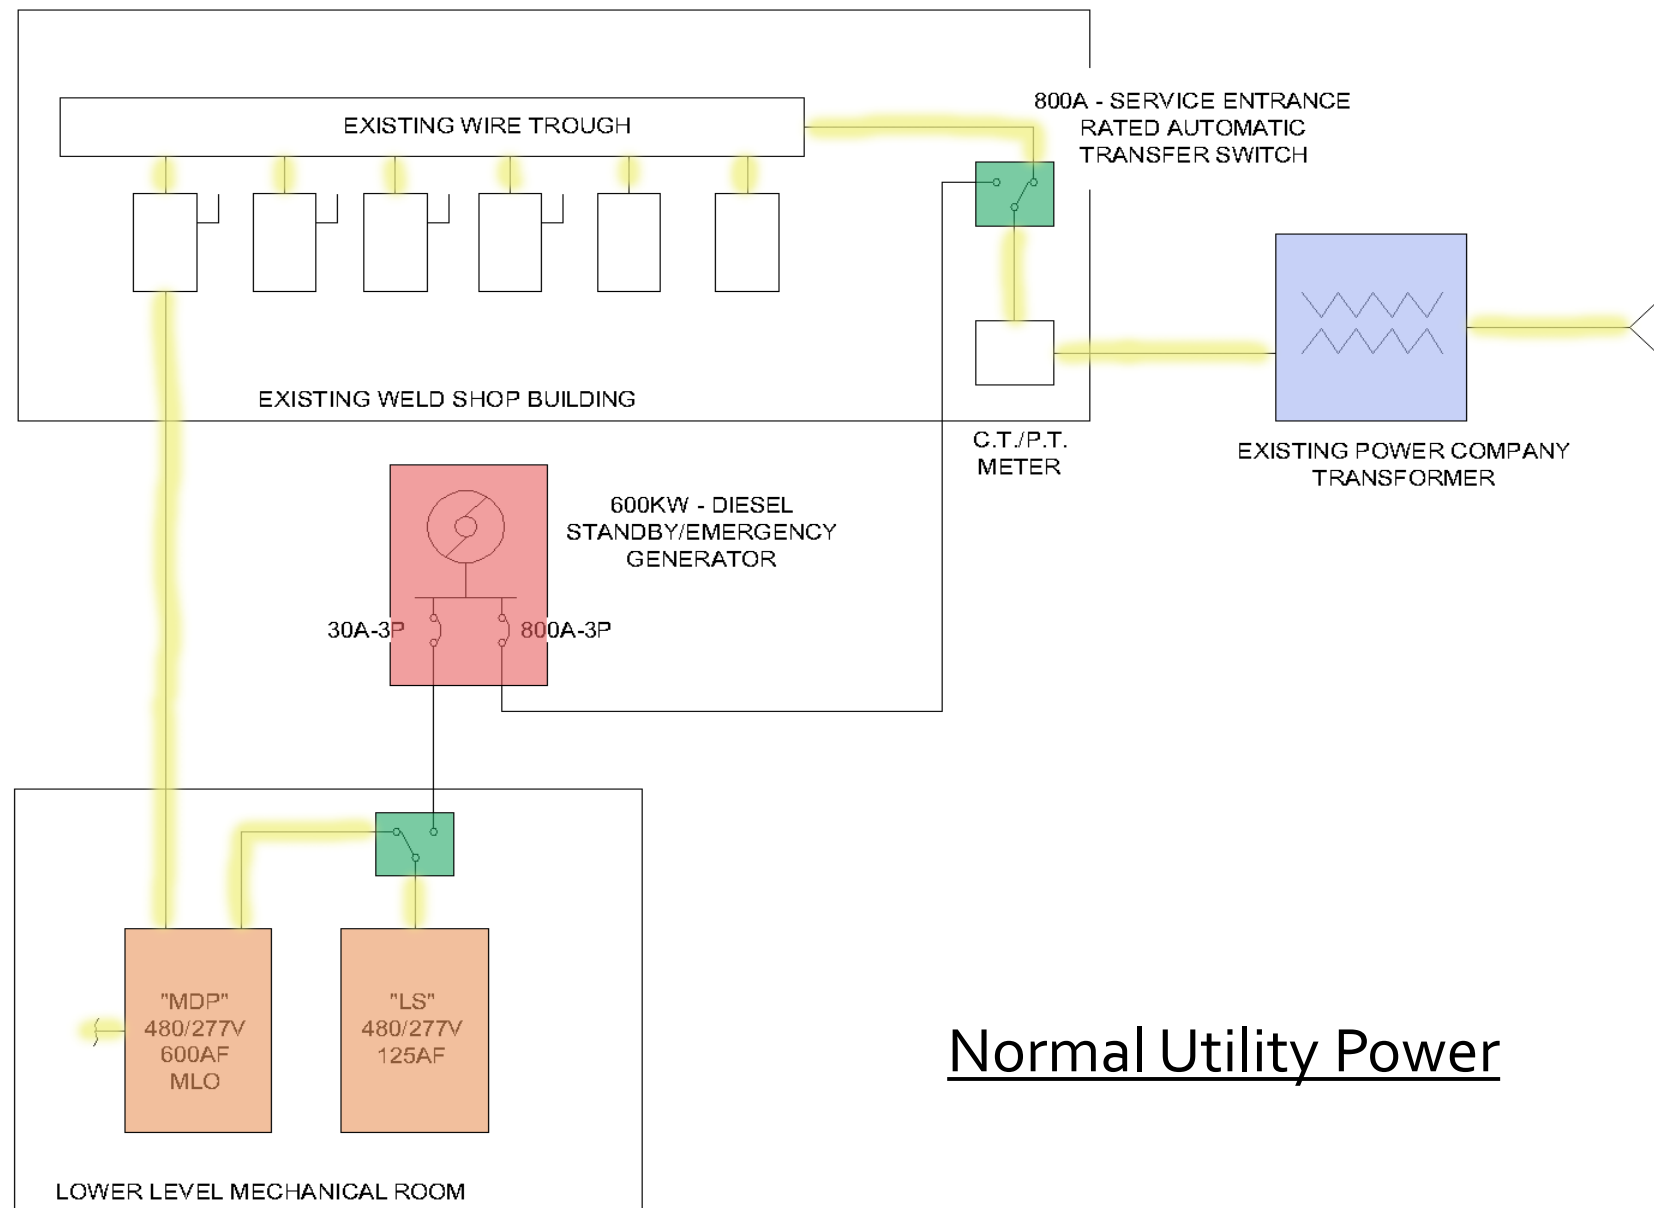 EXISTING WIRE TROUGH
800A - SERVICE ENTRANCE
RATED AUTOMATIC
TRANSFER SWITCH
EXISTING WELD SHOP BUILDING
C.T./P.T.
METER
EXISTING POWER COMPANY
TRANSFORMER
600KW - DIESEL
STANDBY/EMERGENCY
GENERATOR
30A-3P
800A-3P
"MDP"
480/277V
600AF
MLO
"LS"
480/277V
125AF
Normal Utility Power
LOWER LEVEL MECHANICAL ROOM